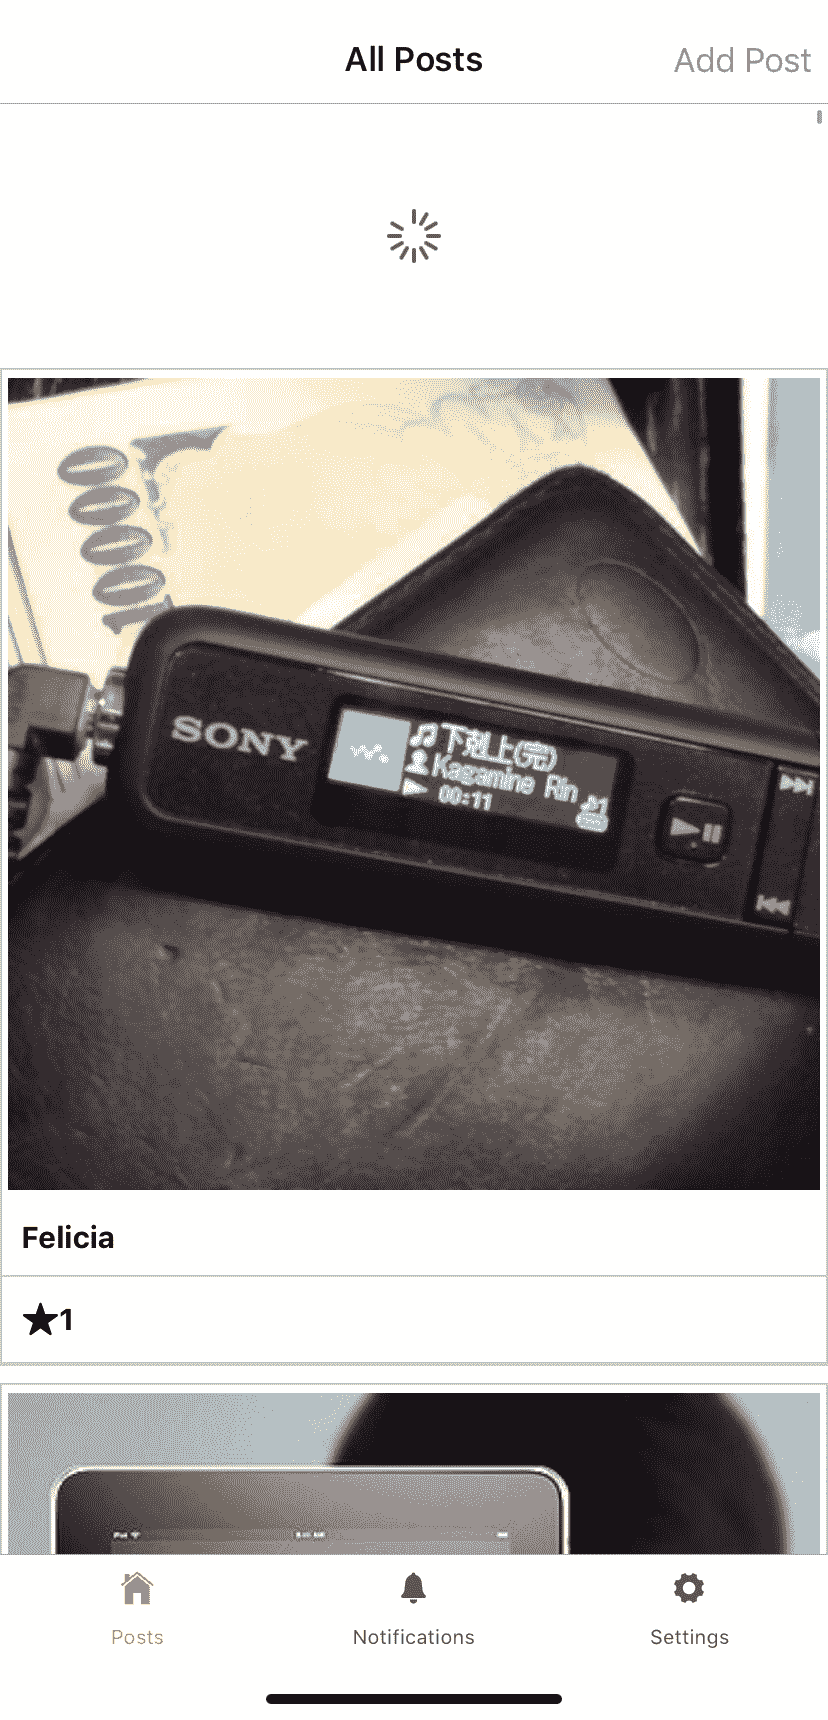 All Posts
Add Post
10000
SONY
下剋上(完)
Kagamine Rin
00:11
Felicia
★1
Posts
Notifications
Settings